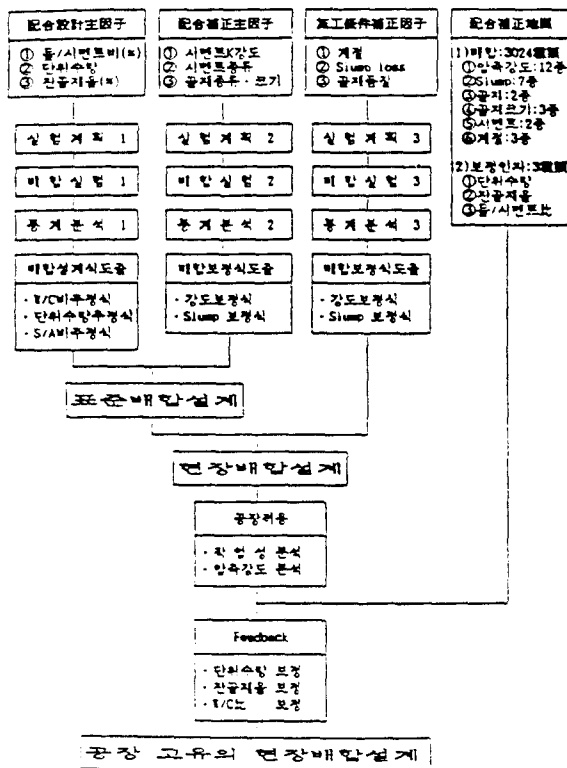 配合設計主因子
① 물/시멘트비(%)
② 단위수량
③ 잔골재율(%)
실 험 계 획 1
배 합 실 험 1
통 계 분 석 1
배합설계식도출
· W/C비추정식
· 단위수량추정식
· S/A비추정식
配合補正主因子
① 시멘트K강도
② 시멘트종류
③ 골재종류 · 크기
실 험 계 획 2
배 합 실 험 2
통 계 분 석 2
배합보정식도출
· 강도보정식
· Slump 보정식
施工條件補正因子
① 계절
② Slump loss
③ 골재품질
실 험 계 획 3
배 합 실 험 3
통 계 분 석 3
배합보정식도출
· 강도보정식
· Slump 보정식
配合補正
(1)배합:3024種類
①압축강도:12종
②Slump:7종
③골재:2종
④골재크기:3종
⑤시멘트:2종
⑥계절:3종
(2)보정인자:3種類
①단위수량
②잔골재율
③물/시멘트比
표준배합설계
현장배합설계
공장적용
· 작 업 성 분석
· 압축강도 분석
Feedback
· 단위수량 보정
· 잔골재율 보정
· W/C比 보정
공장 고유의 현장배합설계